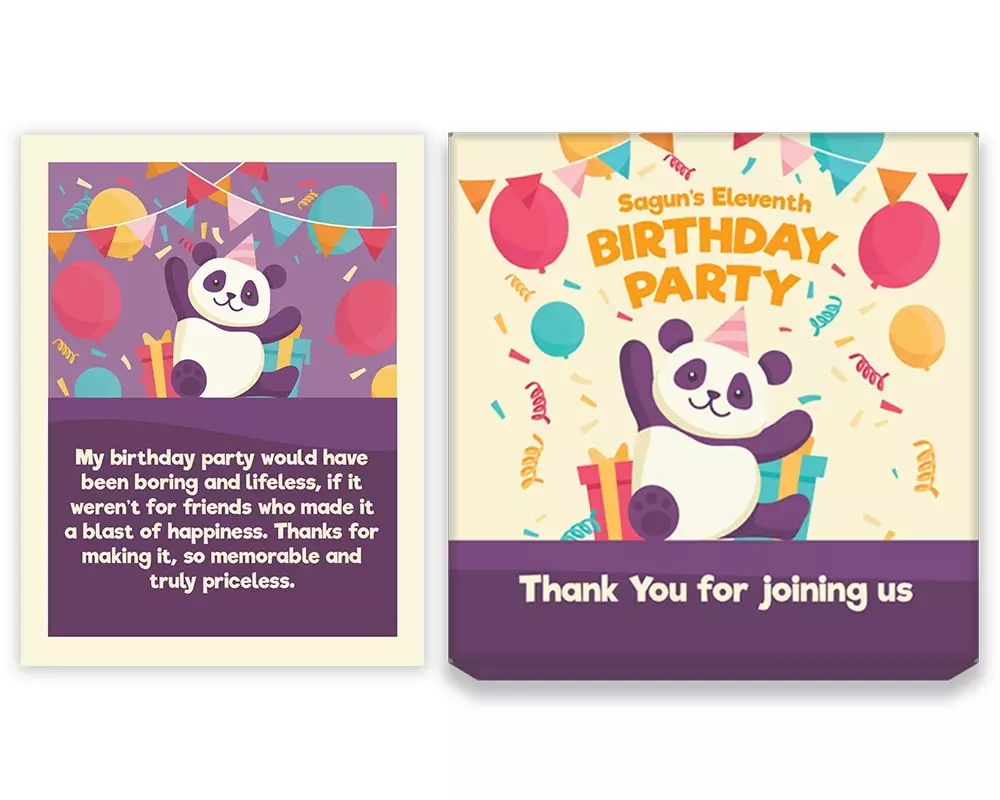 My birthday party would have
been boring and lifeless, if it
weren't for friends who made it
a blast of happiness. Thanks for
making it, so memorable and
truly priceless.
Sagun's Eleventh
BIRTHDAY
PARTY
Thank You for joining us